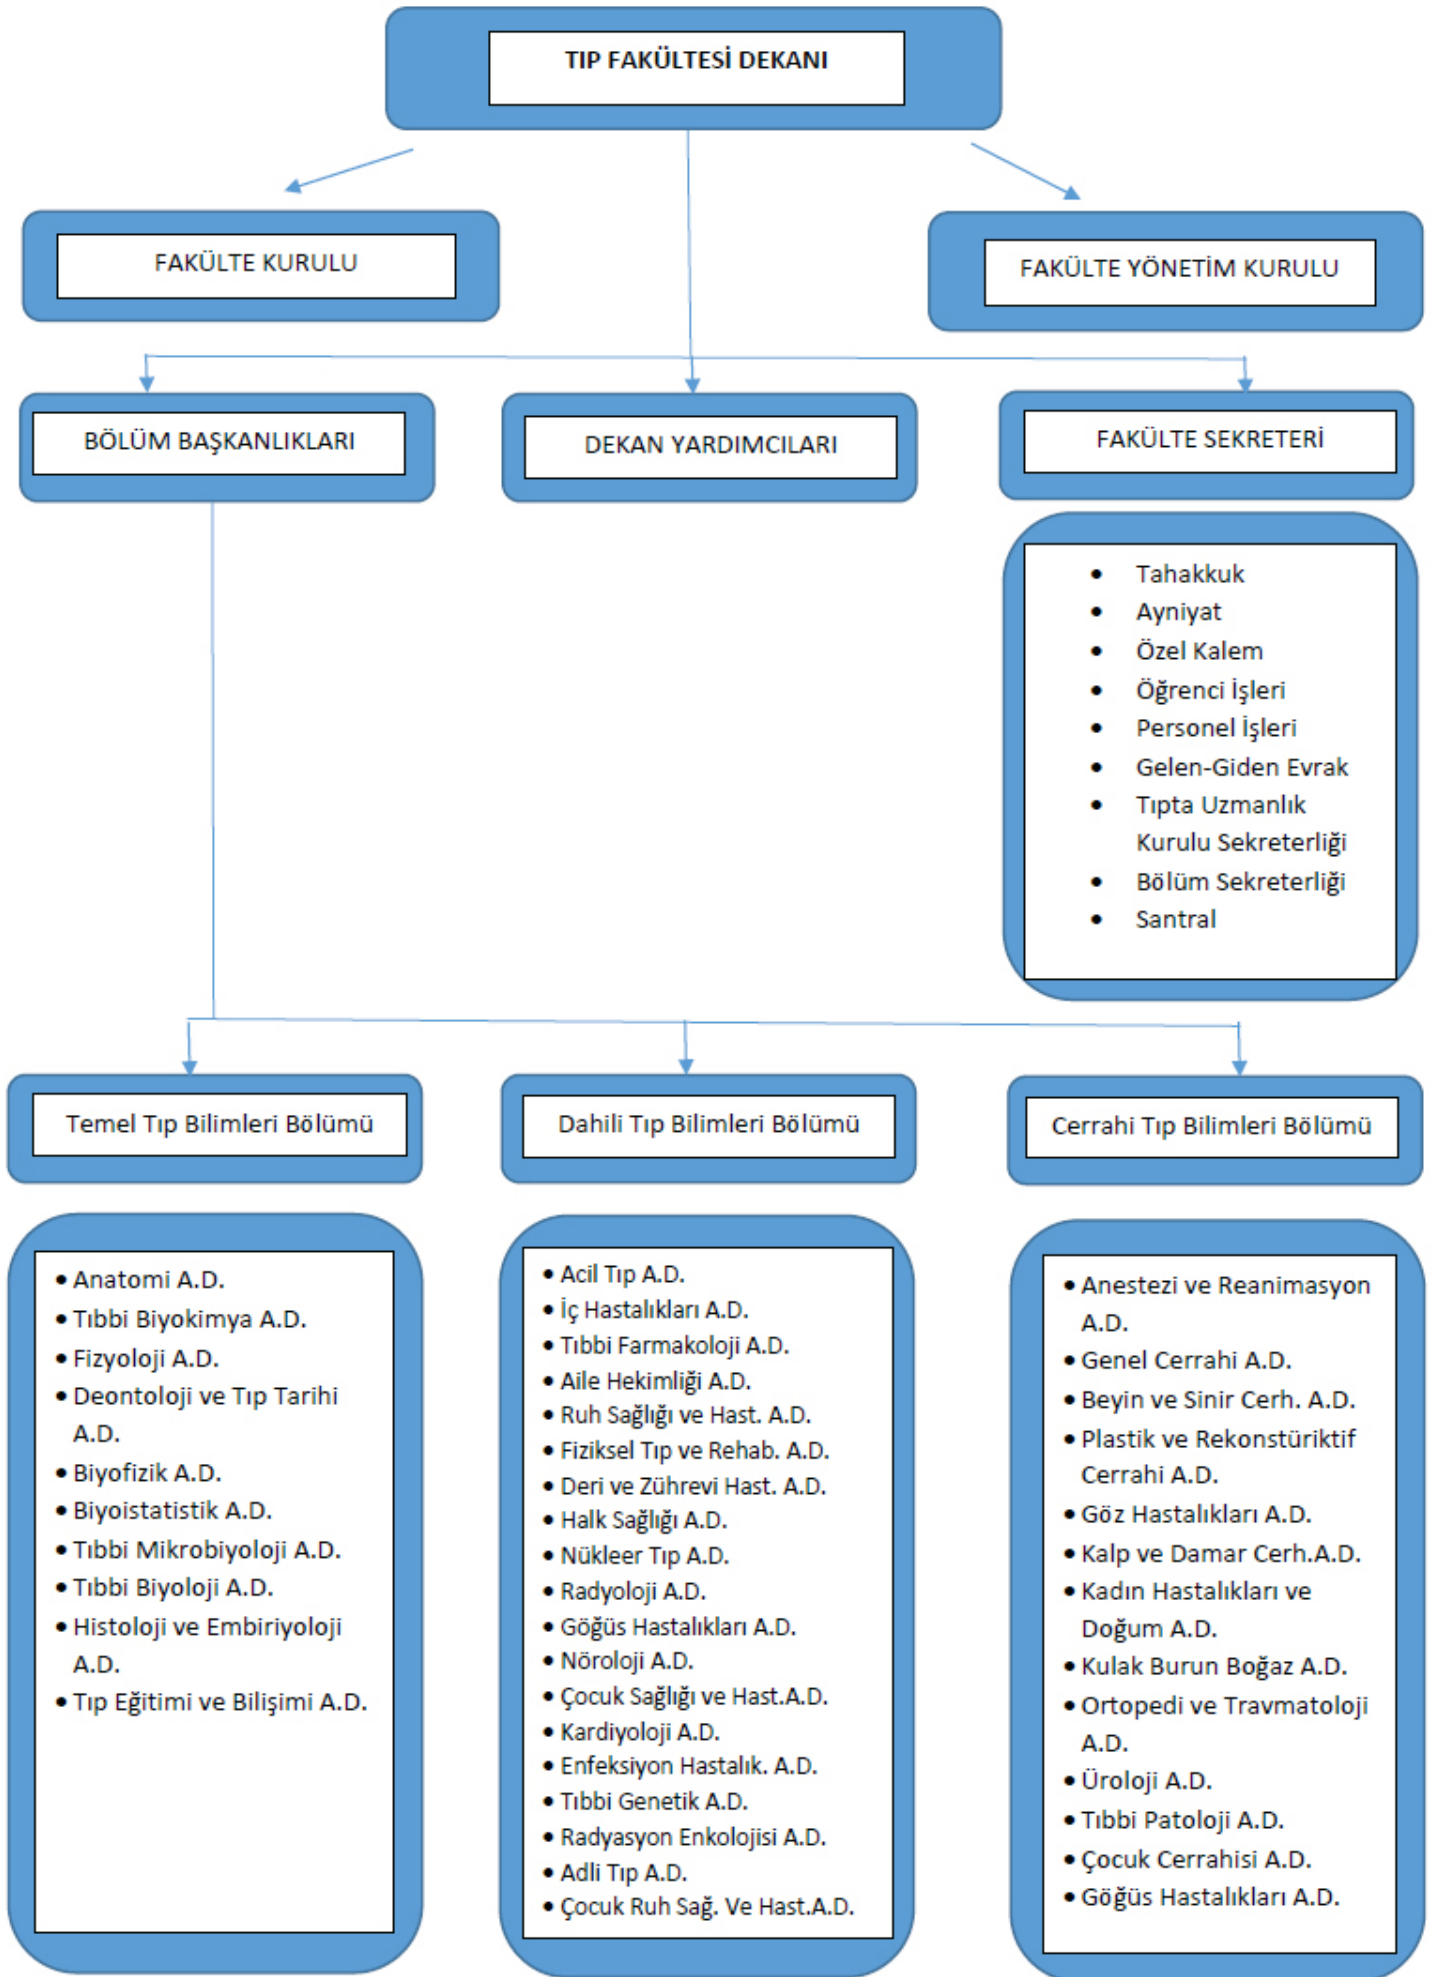 TIP FAKÜLTESİ DEKANI
FAKÜLTE KURULU
FAKÜLTE YÖNETİM KURULU
BÖLÜM BAŞKANLIKLARI
DEKAN YARDIMCILARI
FAKÜLTE SEKRETERİ
• Tahakkuk
• Ayniyat
• Özel Kalem
• Öğrenci İşleri
• Personel İşleri
• Gelen-Giden Evrak
• Tıpta Uzmanlık
Kurulu Sekreterliği
• Bölüm Sekreterliği
• Santral
Temel Tıp Bilimleri Bölümü
Dahili Tıp Bilimleri Bölümü
Cerrahi Tıp Bilimleri Bölümü
• Anatomi A.D.
• Tıbbi Biyokimya A.D.
• Fizyoloji A.D.
• Deontoloji ve Tıp Tarihi
A.D.
• Biyofizik A.D.
• Biyoistatistik A.D.
• Tıbbi Mikrobiyoloji A.D.
• Tıbbi Biyoloji A.D.
• Histoloji ve Embiriyoloji
A.D.
• Tıp Eğitimi ve Bilişimi A.D.
• Acil Tıp A.D.
• İç Hastalıkları A.D.
• Tıbbi Farmakoloji A.D.
• Aile Hekimliği A.D.
• Ruh Sağlığı ve Hast. A.D.
• Fiziksel Tıp ve Rehab. A.D.
• Deri ve Zührevi Hast. A.D.
• Halk Sağlığı A.D.
• Nükleer Tıp A.D.
• Radyoloji A.D.
• Göğüs Hastalıkları A.D.
• Nöroloji A.D.
• Çocuk Sağlığı ve Hast.A.D.
• Kardiyoloji A.D.
• Enfeksiyon Hastalık. A.D.
• Tıbbi Genetik A.D.
• Radyasyon Enkolojisi A.D.
• Adli Tıp A.D.
• Çocuk Ruh Sağ. Ve Hast.A.D.
• Anestezi ve Reanimasyon
A.D.
• Genel Cerrahi A.D.
• Beyin ve Sinir Cerh. A.D.
• Plastik ve Rekonstüriktif
Cerrahi A.D.
• Göz Hastalıkları A.D.
• Kalp ve Damar Cerh.A.D.
• Kadın Hastalıkları ve
Doğum A.D.
• Kulak Burun Boğaz A.D.
• Ortopedi ve Travmatoloji
A.D.
• Üroloji A.D.
• Tıbbi Patoloji A.D.
• Çocuk Cerrahisi A.D.
• Göğüs Hastalıkları A.D.